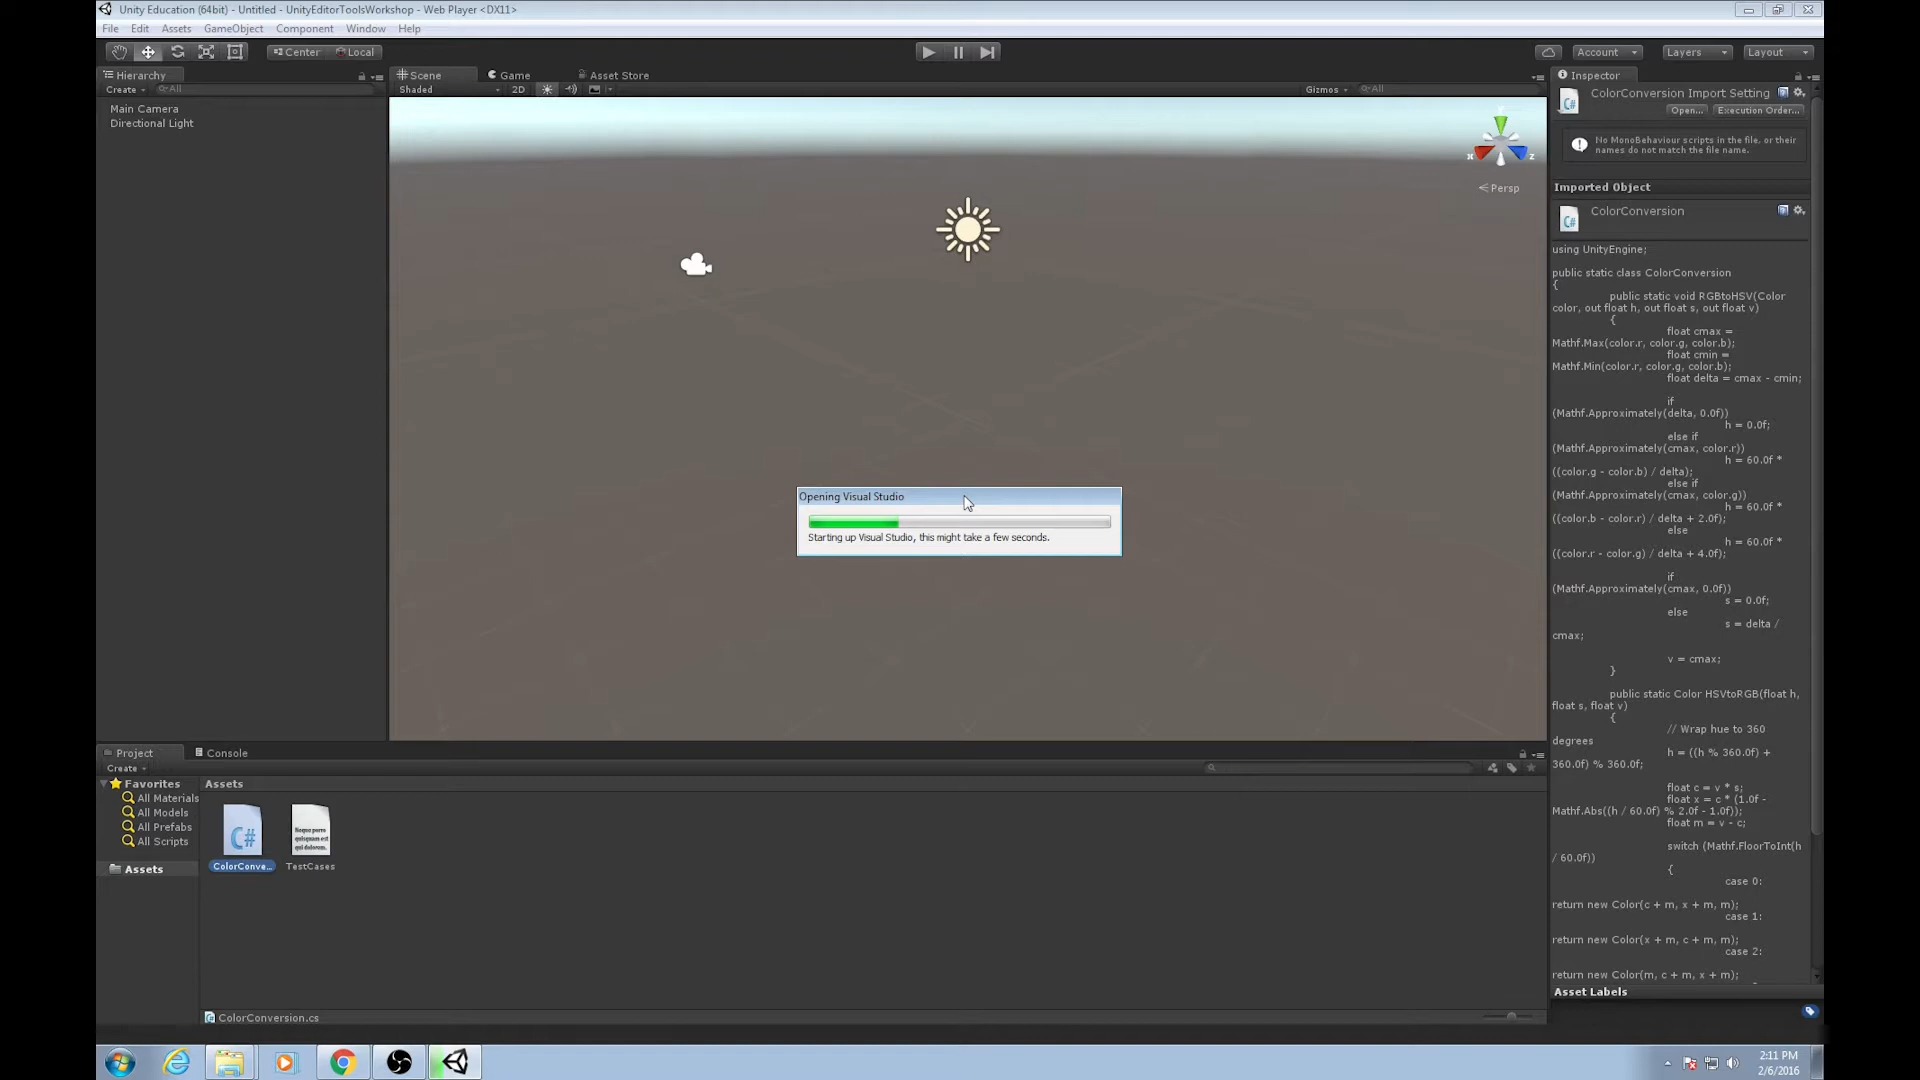 Unity Education (64bit) - Untitled - UnityEditorToolsWorkshop - Web Player <DX11>
File Edit Assets GameObject Component Window Help
Center Local
Account Layers Layout
Hierarchy
Create All
Main Camera
Directional Light
Scene Game Asset Store
Shaded 2D Gizmos All
Y
x z
Persp
Opening Visual Studio
Starting up Visual Studio, this might take a few seconds.
Inspector
ColorConversion Import Setting
Open... Execution Order...
No MonoBehaviour scripts in the file, or their
names do not match the file name.
Imported Object
ColorConversion
using UnityEngine;
public static class ColorConversion
{
public static void RGBtoHSV(Color
color, out float h, out float s, out float v)
{
float cmax =
Mathf.Max(color.r, color.g, color.b);
float cmin =
Mathf.Min(color.r, color.g, color.b);
float delta = cmax - cmin;
if
(Mathf.Approximately(delta, 0.0f))
h = 0.0f;
else if
(Mathf.Approximately(cmax, color.r))
h = 60.0f *
((color.g - color.b) / delta);
else if
(Mathf.Approximately(cmax, color.g))
h = 60.0f *
((color.b - color.r) / delta + 2.0f);
else
h = 60.0f *
((color.r - color.g) / delta + 4.0f);
if
(Mathf.Approximately(cmax, 0.0f))
s = 0.0f;
else
s = delta /
cmax;
v = cmax;
}
public static Color HSVtoRGB(float h,
float s, float v)
{
// Wrap hue to 360
degrees
h = ((h % 360.0f) +
360.0f) % 360.0f;
float c = v * s;
float x = c * (1.0f -
Mathf.Abs((h / 60.0f) % 2.0f - 1.0f));
float m = v - c;
switch (Mathf.FloorToInt(h
/ 60.0f))
{
case 0:
return new Color(c + m, x + m, m);
case 1:
return new Color(x + m, c + m, m);
case 2:
return new Color(m, c + m, x + m);
Asset Labels
Project Console
Create
Favorites
All Materials
All Models
All Prefabs
All Scripts
Assets
Assets
C#
Neque porro
quisquam est
qui dolorem.
ColorConve...
TestCases
ColorConversion.cs
2:11 PM
2/6/2016